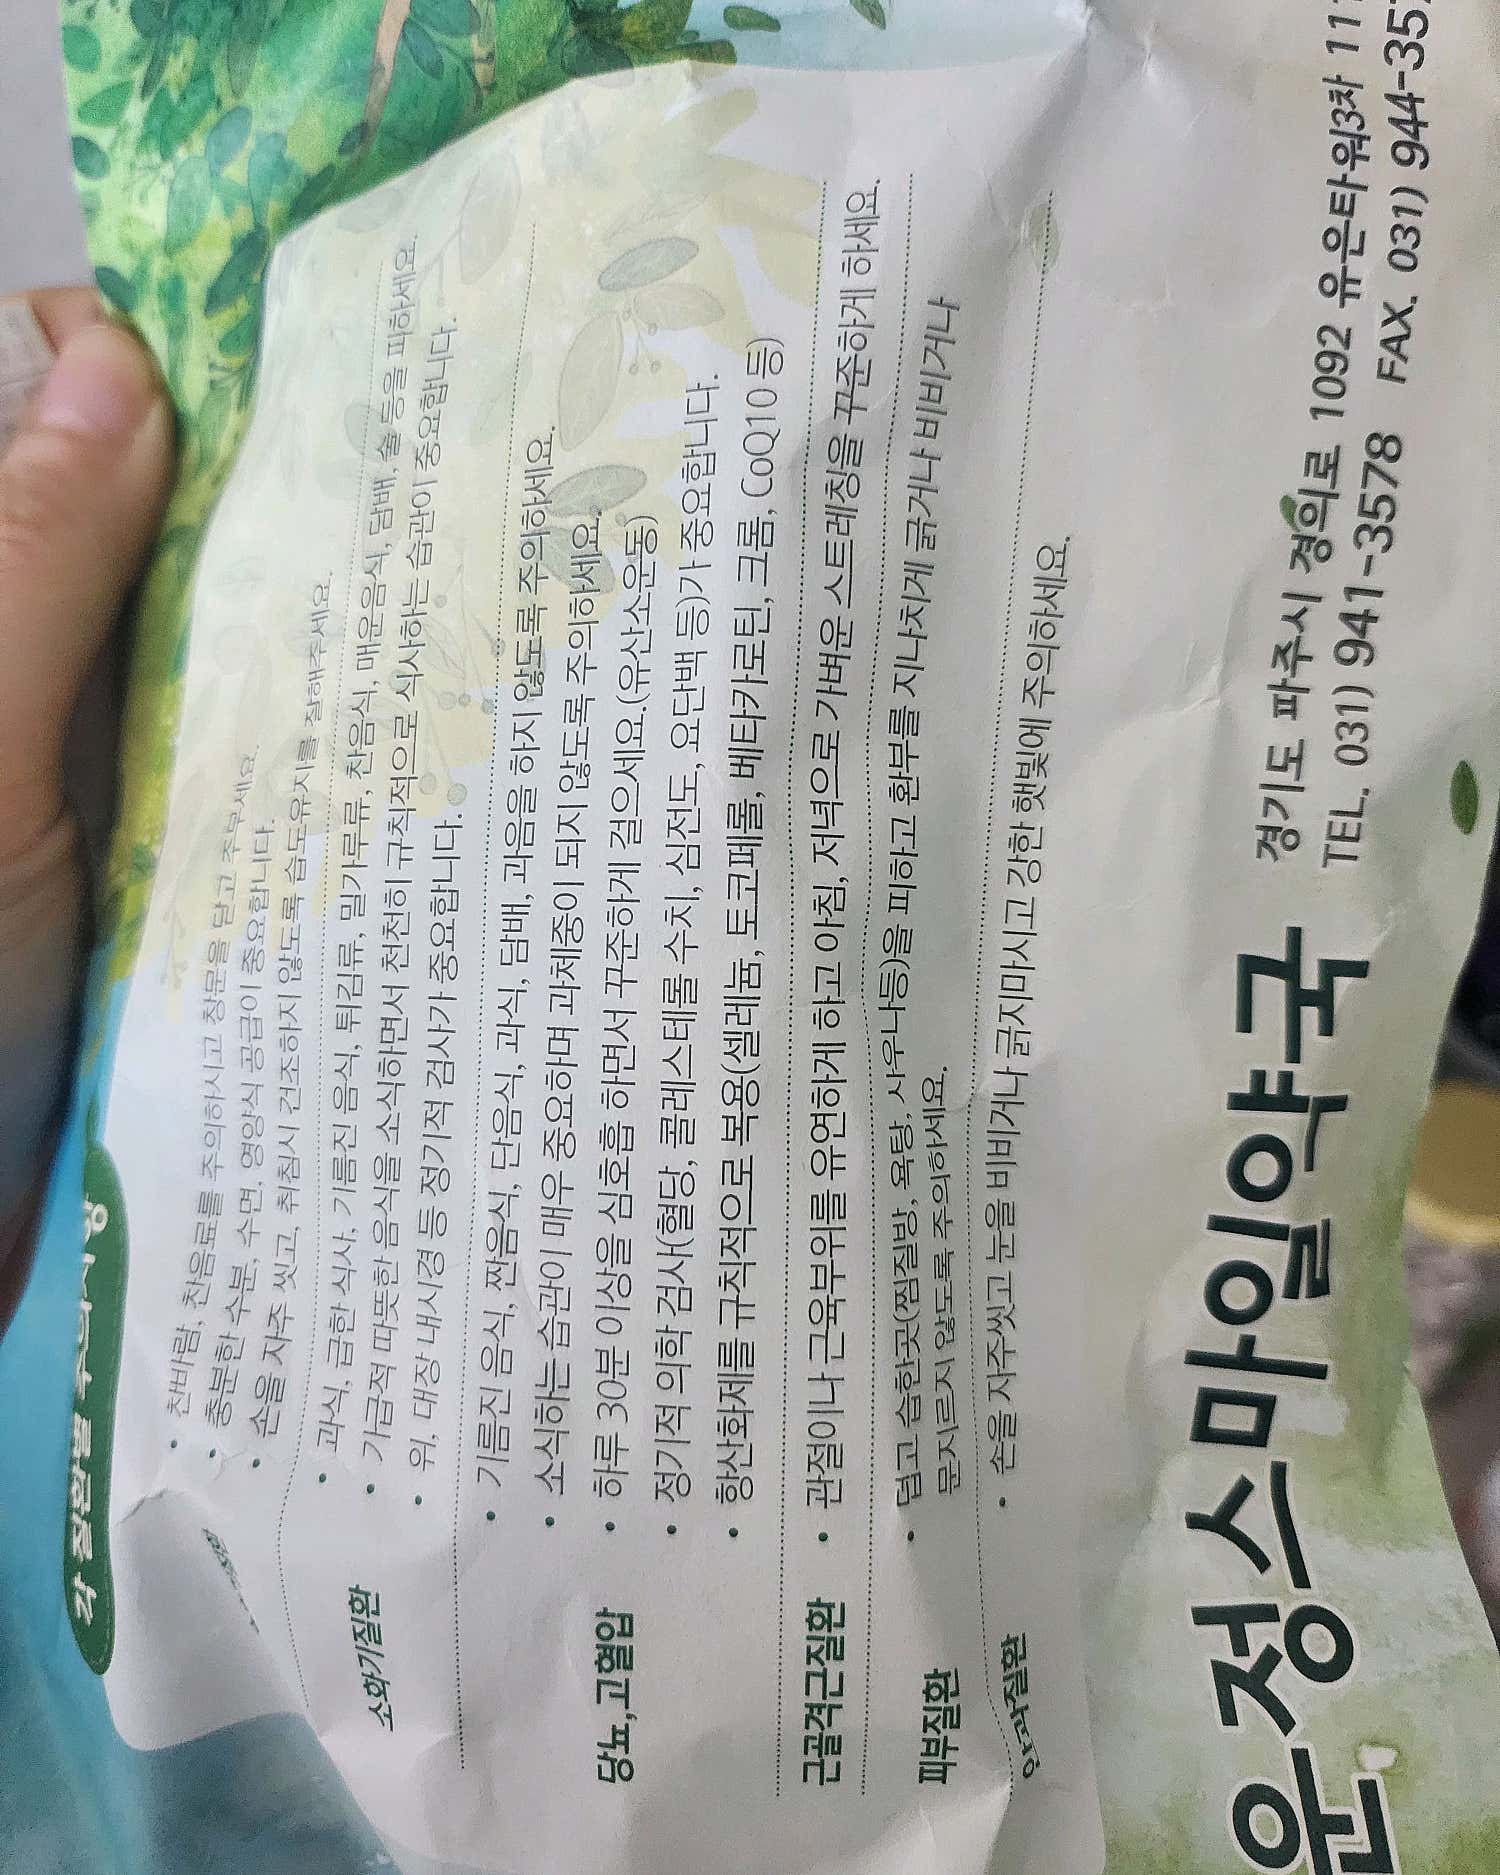 각 질환별 주의사항
찬바람, 찬음료를 주의하시고 창문을 닫고 주무세요.
충분한 수분, 수면, 영양식 공급이 중요합니다.
손을 자주 씻고, 취침시 건조하지 않도록 습도유지를 잘해주세요.
소화기질환
과식, 급한 식사, 기름진 음식, 튀김류, 밀가루류, 찬음식, 매운음식, 담배, 술 등을 피하세요.
가급적 따뜻한 음식을 소식하면서 천천히 규칙적으로 식사하는 습관이 중요합니다.
위, 대장 내시경 등 정기적 검사가 중요합니다.
당뇨,고혈압
기름진 음식, 짠음식, 단음식, 과식, 담배, 과음을 하지 않도록 주의하세요.
소식하는 습관이 매우 중요하며 과체중이 되지 않도록 주의하세요.
하루 30분 이상을 심호흡 하면서 꾸준하게 걸으세요.(유산소운동)
정기적 의학 검사(혈당, 콜레스테롤 수치, 심전도, 요단백 등)가 중요합니다.
항산화제를 규칙적으로 복용(셀레늄, 토코페롤, 베타카로틴, 크롬, CoQ10 등)
근골격근질환
관절이나 근육부위를 유연하게 하고 아침, 저녁으로 가벼운 스트레칭을 꾸준하게 하세요.
피부질환
덥고 습한곳(찜질방, 욕탕, 사우나등)을 피하고 환부를 지나치게 긁거나 비비거나
문지르지 않도록 주의하세요.
안과질환
손을 자주씻고 눈을 비비거나 긁지마시고 강한 햇빛에 주의하세요.
운정스마일약국
경기도 파주시 경의로 1092 유은타워3차
TEL. 031) 941-3578 FAX. 031) 944-